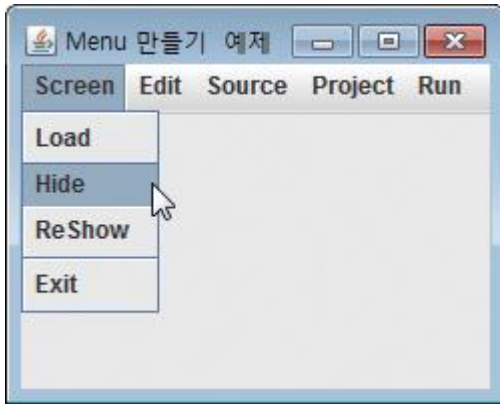 Menu 만들기 예제
Screen Edit Source Project Run
Load
Hide
ReShow
Exit